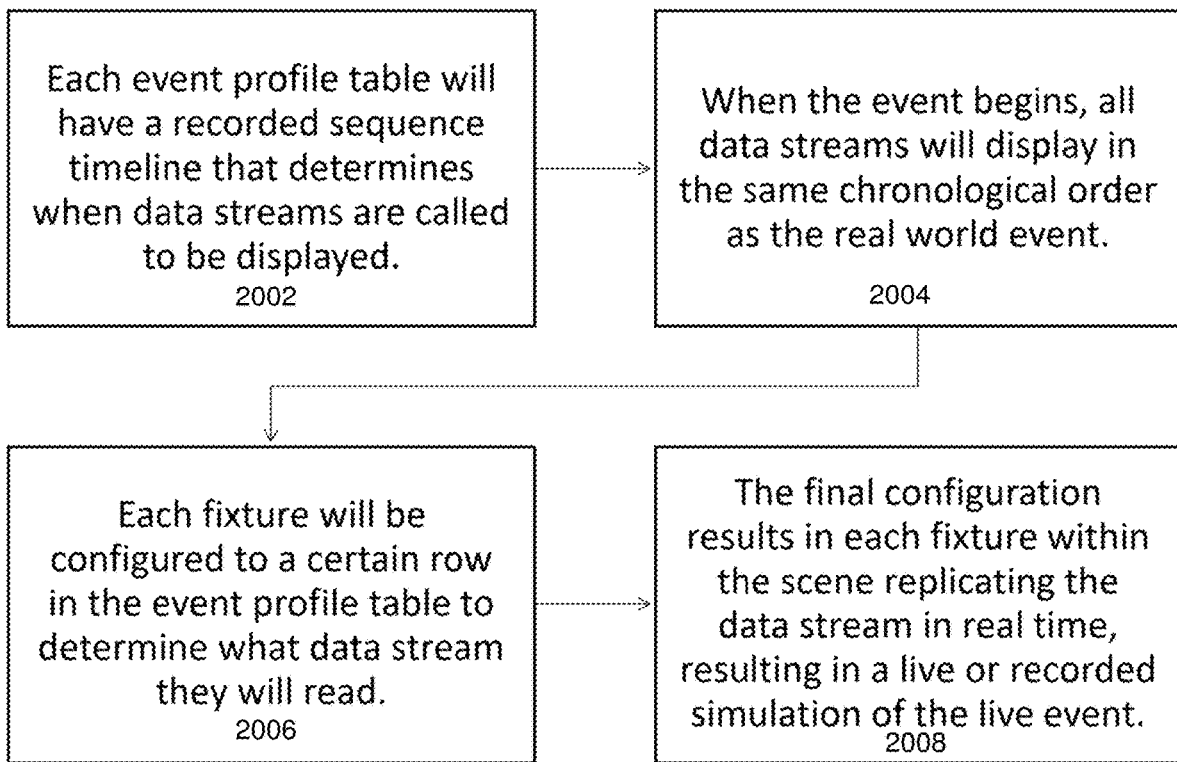 Each event profile table will
have a recorded sequence
timeline that determines
when data streams are called
to be displayed.
2002
When the event begins, all
data streams will display in
the same chronological order
as the real world event.
2004
Each fixture will be
configured to a certain row
in the event profile table to
determine what data stream
they will read.
2006
The final configuration
results in each fixture within
the scene replicating the
data stream in real time,
resulting in a live or recorded
simulation of the live event.
2008